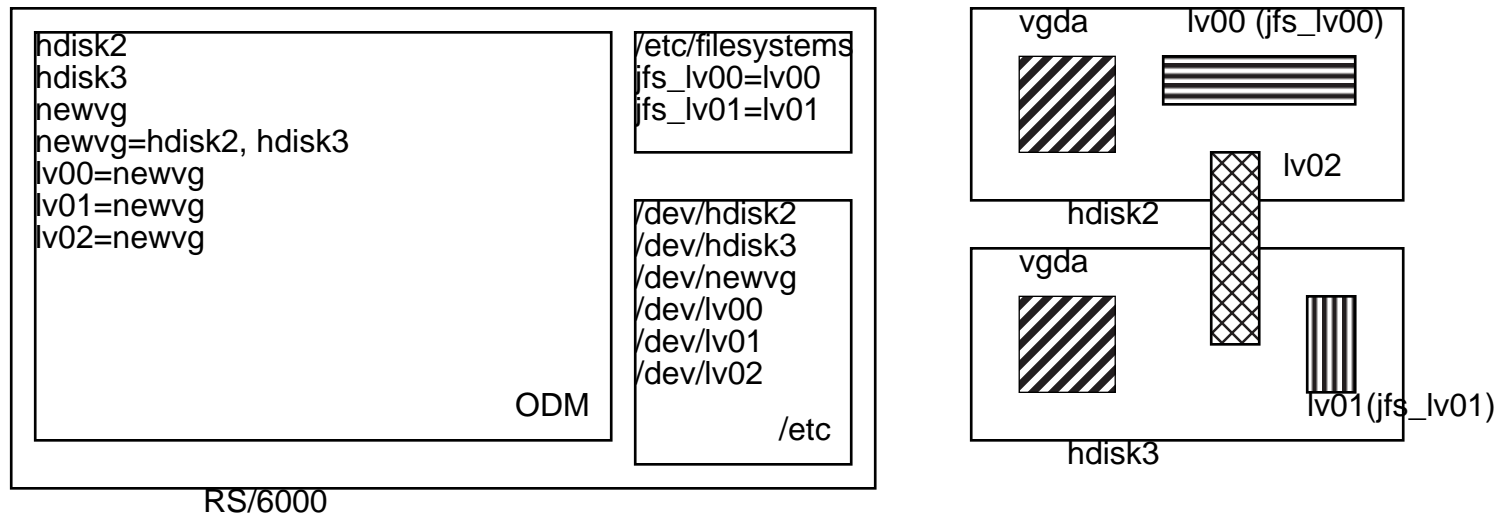 hdisk2
hdisk3
newvg
newvg=hdisk2, hdisk3
lv00=newvg
lv01=newvg
lv02=newvg
ODM
/etc/filesystems
jfs_lv00=lv00
jfs_lv01=lv01
/dev/hdisk2
/dev/hdisk3
/dev/newvg
/dev/lv00
/dev/lv01
/dev/lv02
/etc
RS/6000
vgda
lv00 (jfs_lv00)
lv02
hdisk2
vgda
lv01(jfs_lv01)
hdisk3